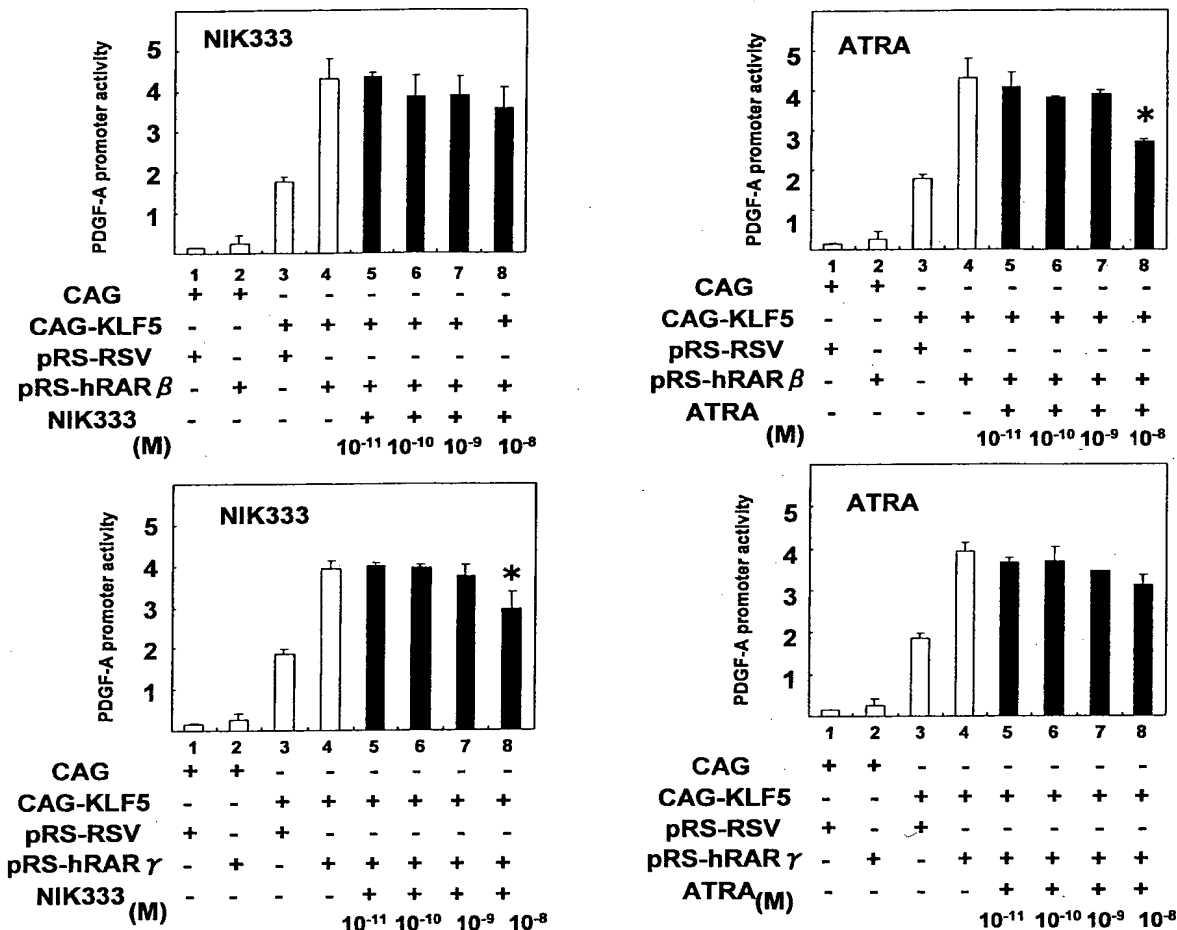 NIK333
PDGF-A promoter activity
5
4
3
2
1
1 2 3 4 5 6 7 8
CAG + + - - - - - -
CAG-KLF5 - - + + + + + +
pRS-RSV + - + - - - - -
pRS-hRAR β - + - + + + + +
NIK333 - - - - + + + +
(M) 10-11 10-10 10-9 10-8
ATRA
PDGF-A promoter activity
5
4
3
2
1
*
1 2 3 4 5 6 7 8
CAG + + - - - - - -
CAG-KLF5 - - + + + + + +
pRS-RSV + - + - - - - -
pRS-hRAR β - + - + + + + +
ATRA - - - - + + + +
(M) 10-11 10-10 10-9 10-8
NIK333
PDGF-A promoter activity
5
4
3
2
1
*
1 2 3 4 5 6 7 8
CAG + + - - - - - -
CAG-KLF5 - - + + + + + +
pRS-RSV + - + - - - - -
pRS-hRAR γ - + - + + + + +
NIK333 (M) - - - - + + + +
10-11 10-10 10-9 10-8
ATRA
PDGF-A promoter activity
5
4
3
2
1
1 2 3 4 5 6 7 8
CAG + + - - - - - -
CAG-KLF5 - - + + + + + +
pRS-RSV + - + - - - - -
pRS-hRAR γ - + - + + + + +
ATRA (M) - - - - + + + +
10-11 10-10 10-9 10-8